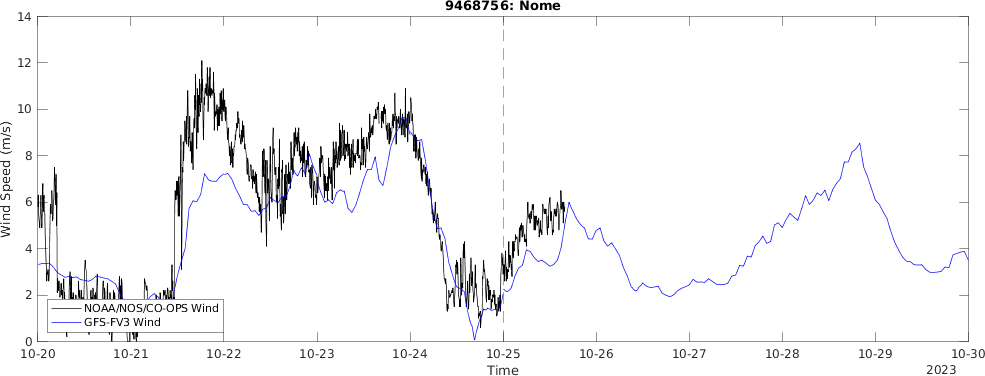 9468756: Nome
14
12
10
8
6
4
2
0
Wind Speed (m/s)
NOAA/NOS/CO-OPS Wind
GFS-FV3 Wind
10-20 10-21 10-22 10-23 10-24 10-25 10-26 10-27 10-28 10-29 10-30
Time
2023